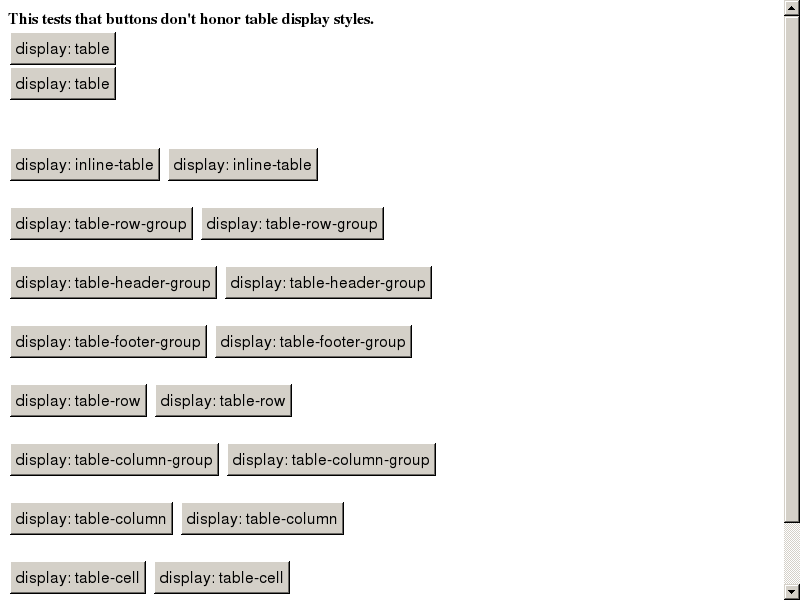 This tests that buttons don't honor table display styles.
display: table
display: table
display: inline-table display: inline-table
display: table-row-group display: table-row-group
display: table-header-group display: table-header-group
display: table-footer-group display: table-footer-group
display: table-row display: table-row
display: table-column-group display: table-column-group
display: table-column display: table-column
display: table-cell display: table-cell